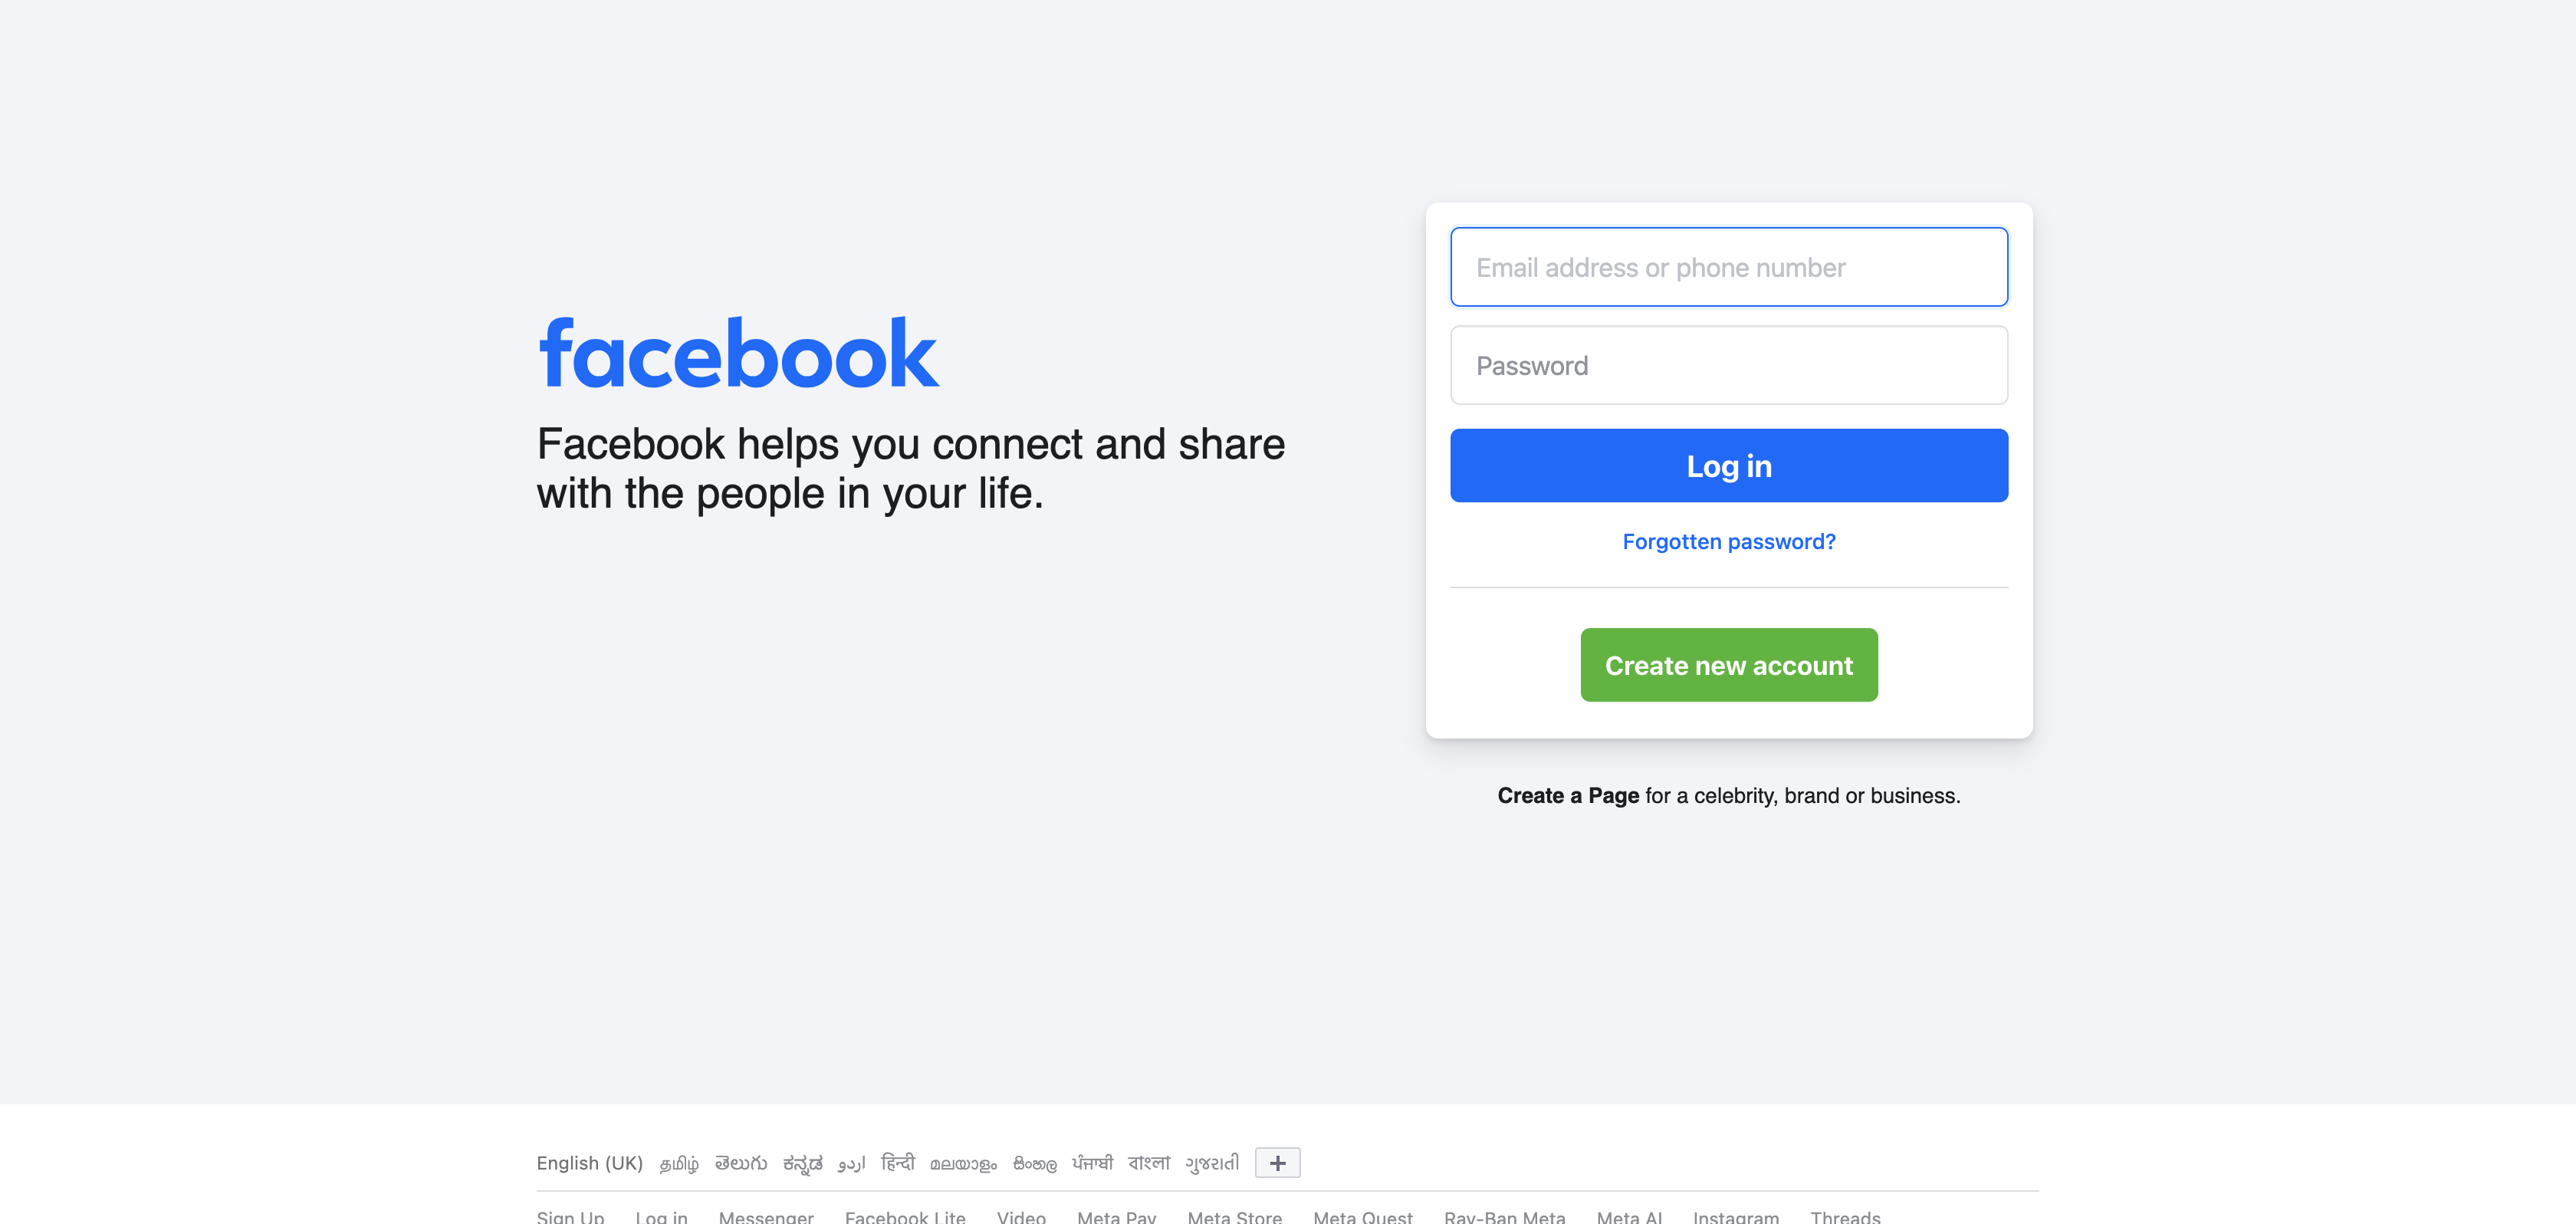 facebook
Facebook helps you connect and share
with the people in your life.
Email address or phone number
Password
Log in
Forgotten password?
Create new account
Create a Page for a celebrity, brand or business.
English (UK) தமிழ் తెలుగు ಕನ್ನಡ اردو हिन्दी മലയാളം සිංහල ਪੰਜਾਬੀ বাংলা ગુજરાતી +
Sign Up Log in Messenger Facebook Lite Video Meta Pay Meta Store Meta Quest Ray-Ban Meta Meta AI Instagram Threads